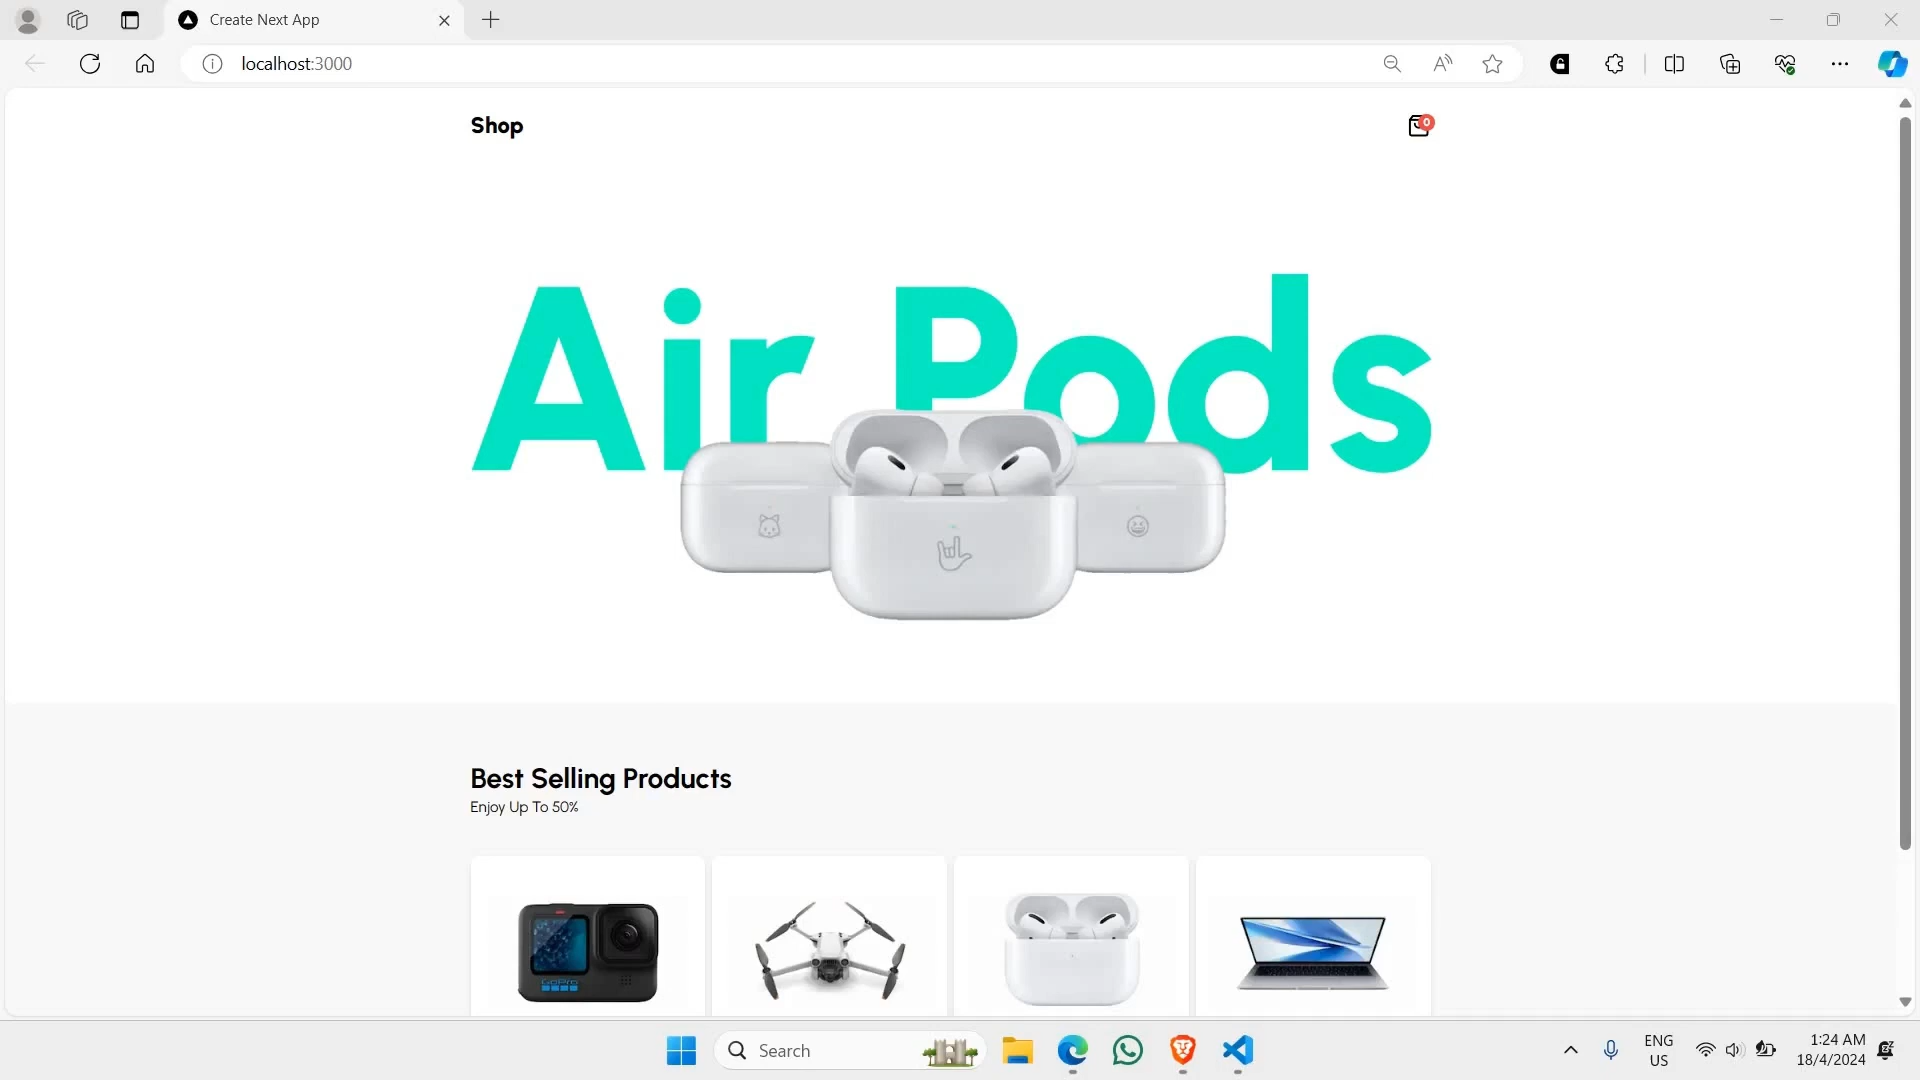 Create Next App
localhost:3000
Shop
0
Air Pods
Best Selling Products
Enjoy Up To 50%
GoPro
Search
ENG
US
1:24 AM
18/4/2024